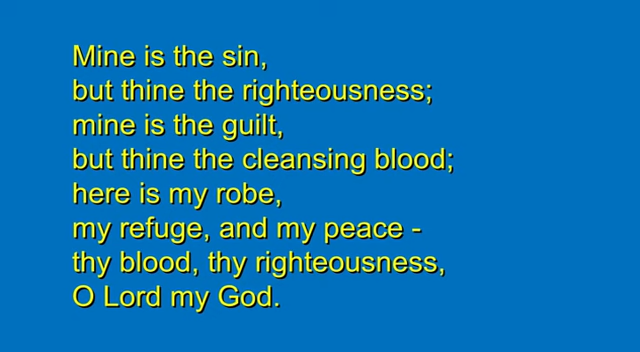 Mine is the sin,
but thine the righteousness;
mine is the guilt,
but thine the cleansing blood;
here is my robe,
my refuge, and my peace -
thy blood, thy righteousness,
O Lord my God.